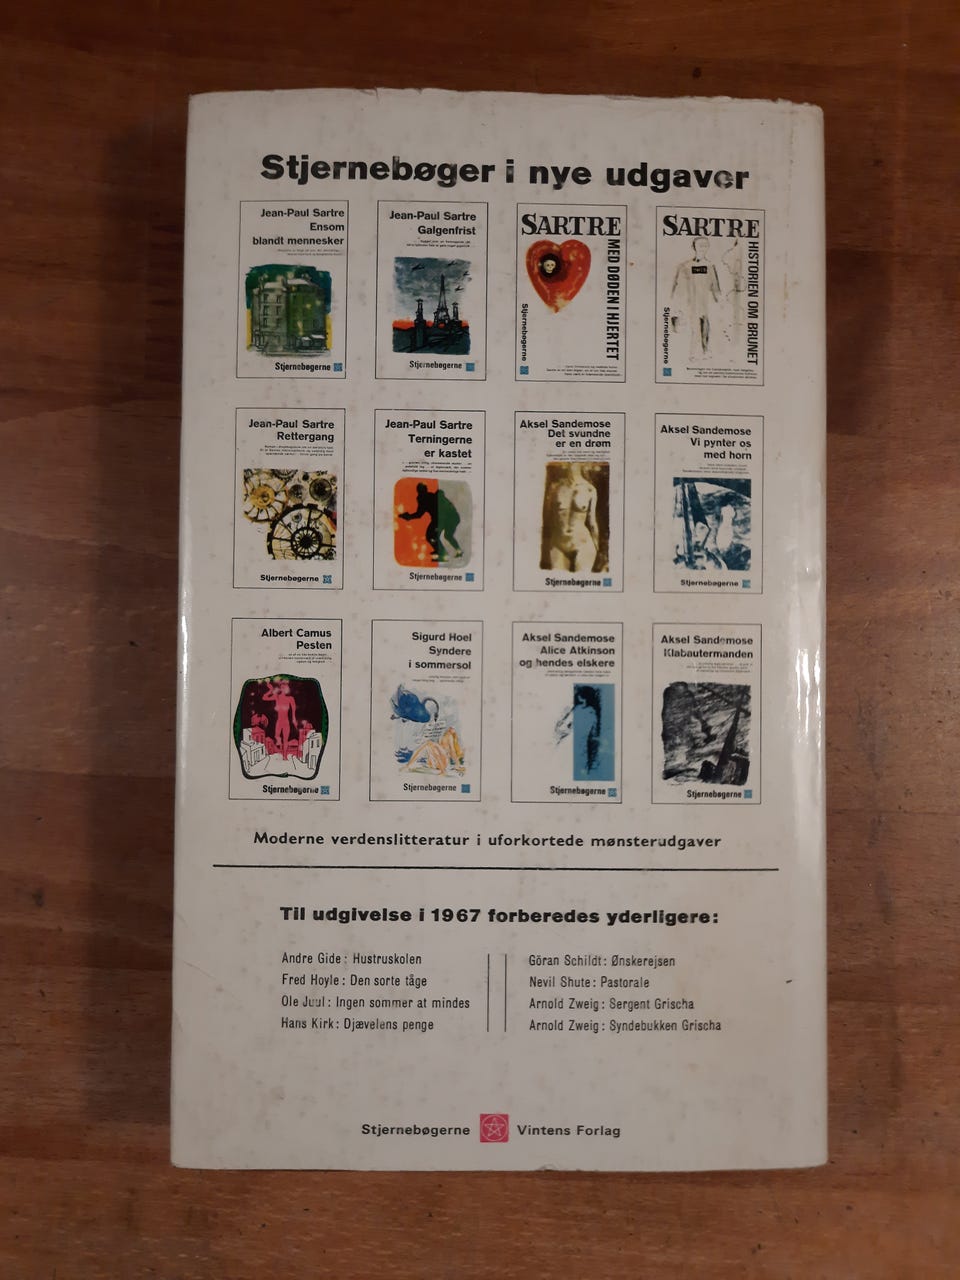 Stjernebøger i nye udgaver
Jean-Paul Sartre
Ensom
blandt mennesker
Stjernebøgerne
Jean-Paul Sartre
Galgenfrist
Stjernebøgerne
SARTRE
MED DØDEN I HJERTET
Stjernebøgerne
SARTRE
HISTORIEN OM BRUNET
Stjernebøgerne
Jean-Paul Sartre
Rettergang
Stjernebøgerne
Jean-Paul Sartre
Terningerne
er kastet
Stjernebøgerne
Aksel Sandemose
Det svundne
er en drøm
Stjernebøgerne
Aksel Sandemose
Vi pynter os
med horn
Stjernebøgerne
Albert Camus
Pesten
Stjernebøgerne
Sigurd Hoel
Syndere
i sommersol
Stjernebøgerne
Aksel Sandemose
Alice Atkinson
og hendes elskere
Stjernebøgerne
Aksel Sandemose
Klabautermanden
Stjernebøgerne
Moderne verdenslitteratur i uforkortede mønsterudgaver
Til udgivelse i 1967 forberedes yderligere:
Andre Gide: Hustruskolen
Fred Hoyle: Den sorte tåge
Ole Juul: Ingen sommer at mindes
Hans Kirk: Djævelens penge
Göran Schildt: Ønskerejsen
Nevil Shute: Pastorale
Arnold Zweig: Sergent Grischa
Arnold Zweig: Syndebukken Grischa
Stjernebøgerne Vintens Forlag